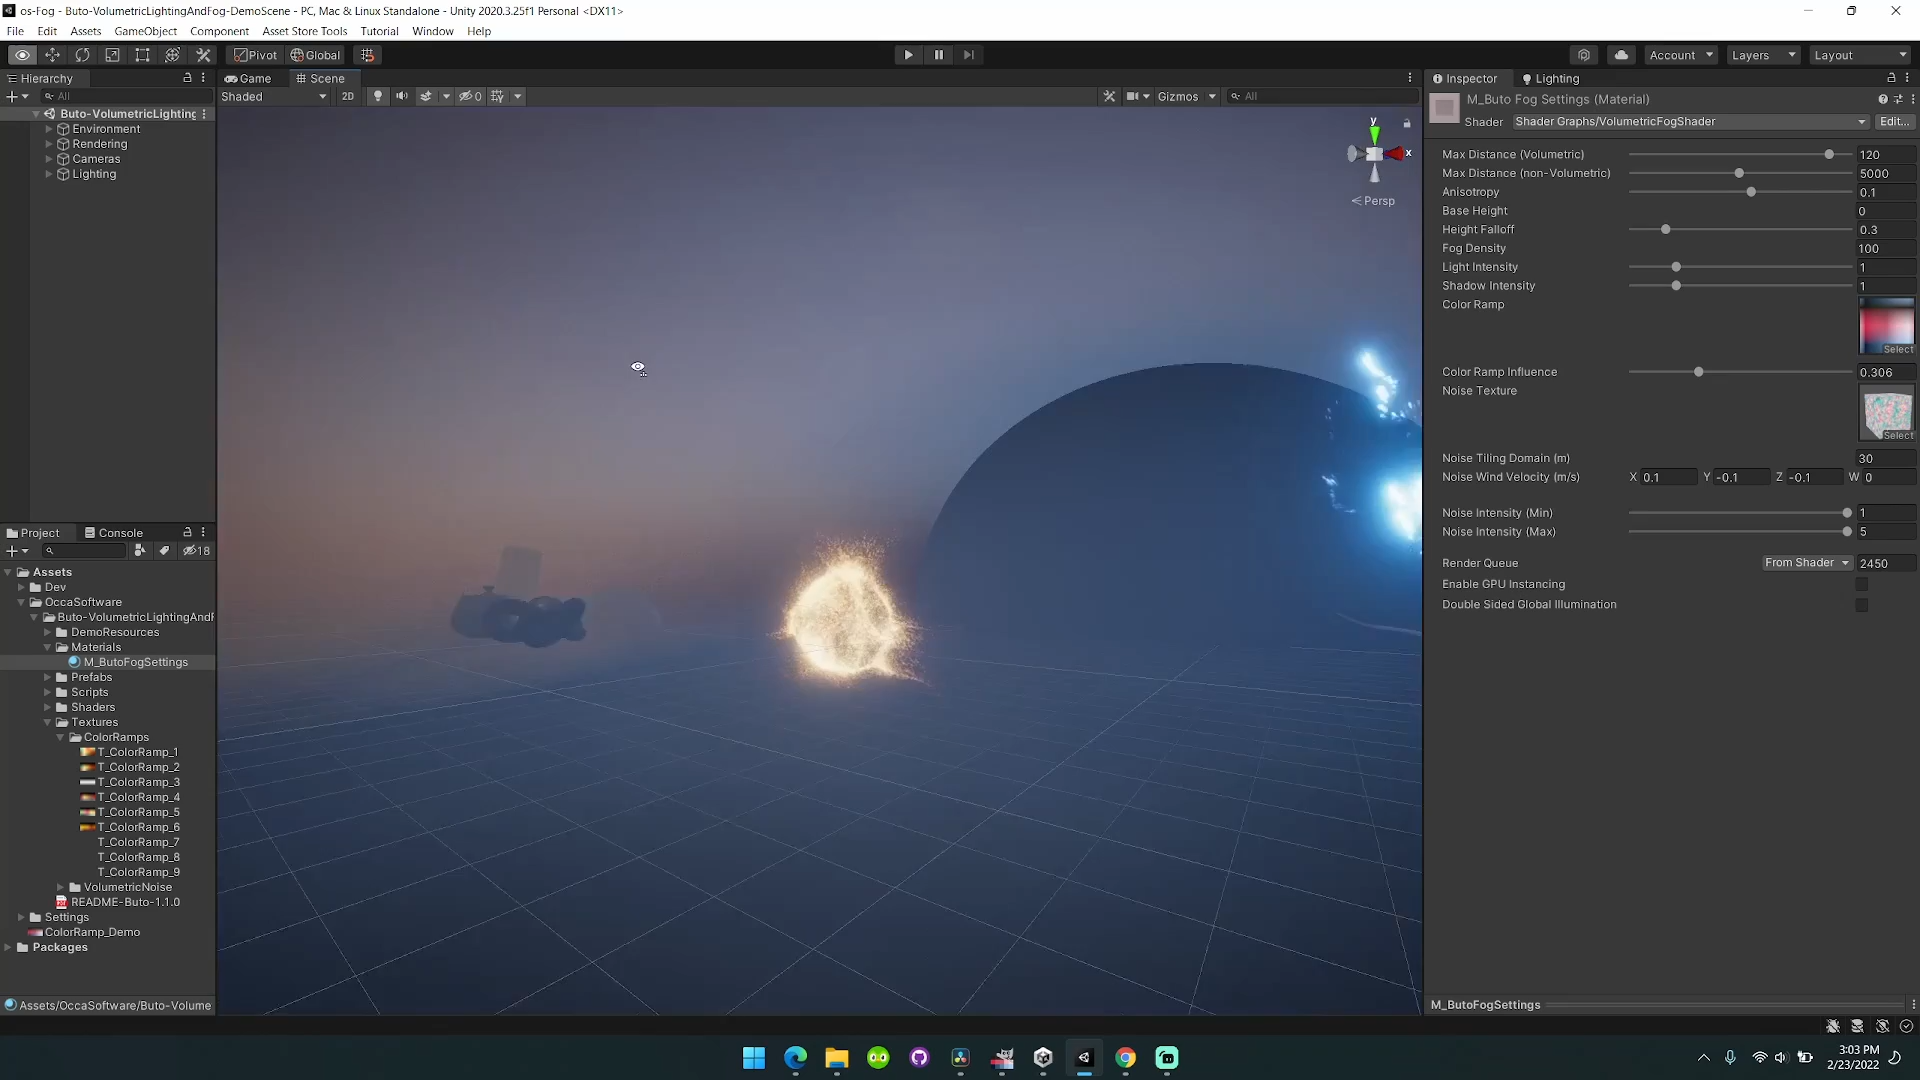 os-Fog - Buto-VolumetricLightingAndFog-DemoScene - PC, Mac & Linux Standalone - Unity 2020.3.25f1 Personal <DX11>
File Edit Assets GameObject Component Asset Store Tools Tutorial Window Help
Pivot Global Account Layers Layout
Hierarchy Game Scene Inspector Lighting
All Shaded 2D 0 Gizmos All
Buto-VolumetricLighting
Environment
Rendering
Cameras
Lighting
y
x
Persp
M_Buto Fog Settings (Material)
Shader Shader Graphs/VolumetricFogShader Edit...
Max Distance (Volumetric) 120
Max Distance (non-Volumetric) 5000
Anisotropy 0.1
Base Height 0
Height Falloff 0.3
Fog Density 100
Light Intensity 1
Shadow Intensity 1
Color Ramp
Select
Color Ramp Influence 0.306
Noise Texture
Select
Noise Tiling Domain (m) 30
Noise Wind Velocity (m/s) X 0.1 Y -0.1 Z -0.1 W 0
Noise Intensity (Min) 1
Noise Intensity (Max) 5
Render Queue From Shader 2450
Enable GPU Instancing
Double Sided Global Illumination
Project Console
18
Assets
Dev
OccaSoftware
Buto-VolumetricLightingAndF
DemoResources
Materials
M_ButoFogSettings
Prefabs
Scripts
Shaders
Textures
ColorRamps
T_ColorRamp_1
T_ColorRamp_2
T_ColorRamp_3
T_ColorRamp_4
T_ColorRamp_5
T_ColorRamp_6
T_ColorRamp_7
T_ColorRamp_8
T_ColorRamp_9
VolumetricNoise
README-Buto-1.1.0
Settings
ColorRamp_Demo
Packages
Assets/OccaSoftware/Buto-Volume
M_ButoFogSettings
3:03 PM
2/23/2022